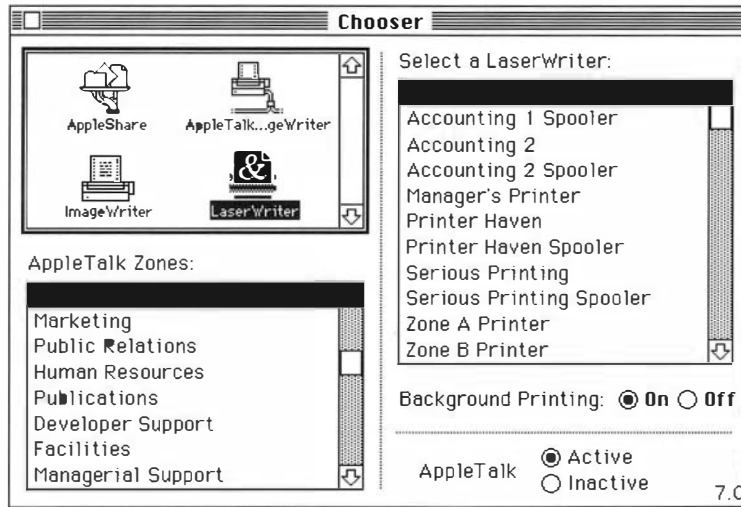 Chooser
AppleShare
AppleTalk...geWriter
ImageWriter
LaserWriter
AppleTalk Zones:
Marketing
Public Relations
Human Resources
Publications
Developer Support
Facilities
Managerial Support
Select a LaserWriter:
Accounting 1 Spooler
Accounting 2
Accounting 2 Spooler
Manager's Printer
Printer Haven
Printer Haven Spooler
Serious Printing
Serious Printing Spooler
Zone A Printer
Zone B Printer
Background Printing: On Off
AppleTalk
Active
Inactive
7.0